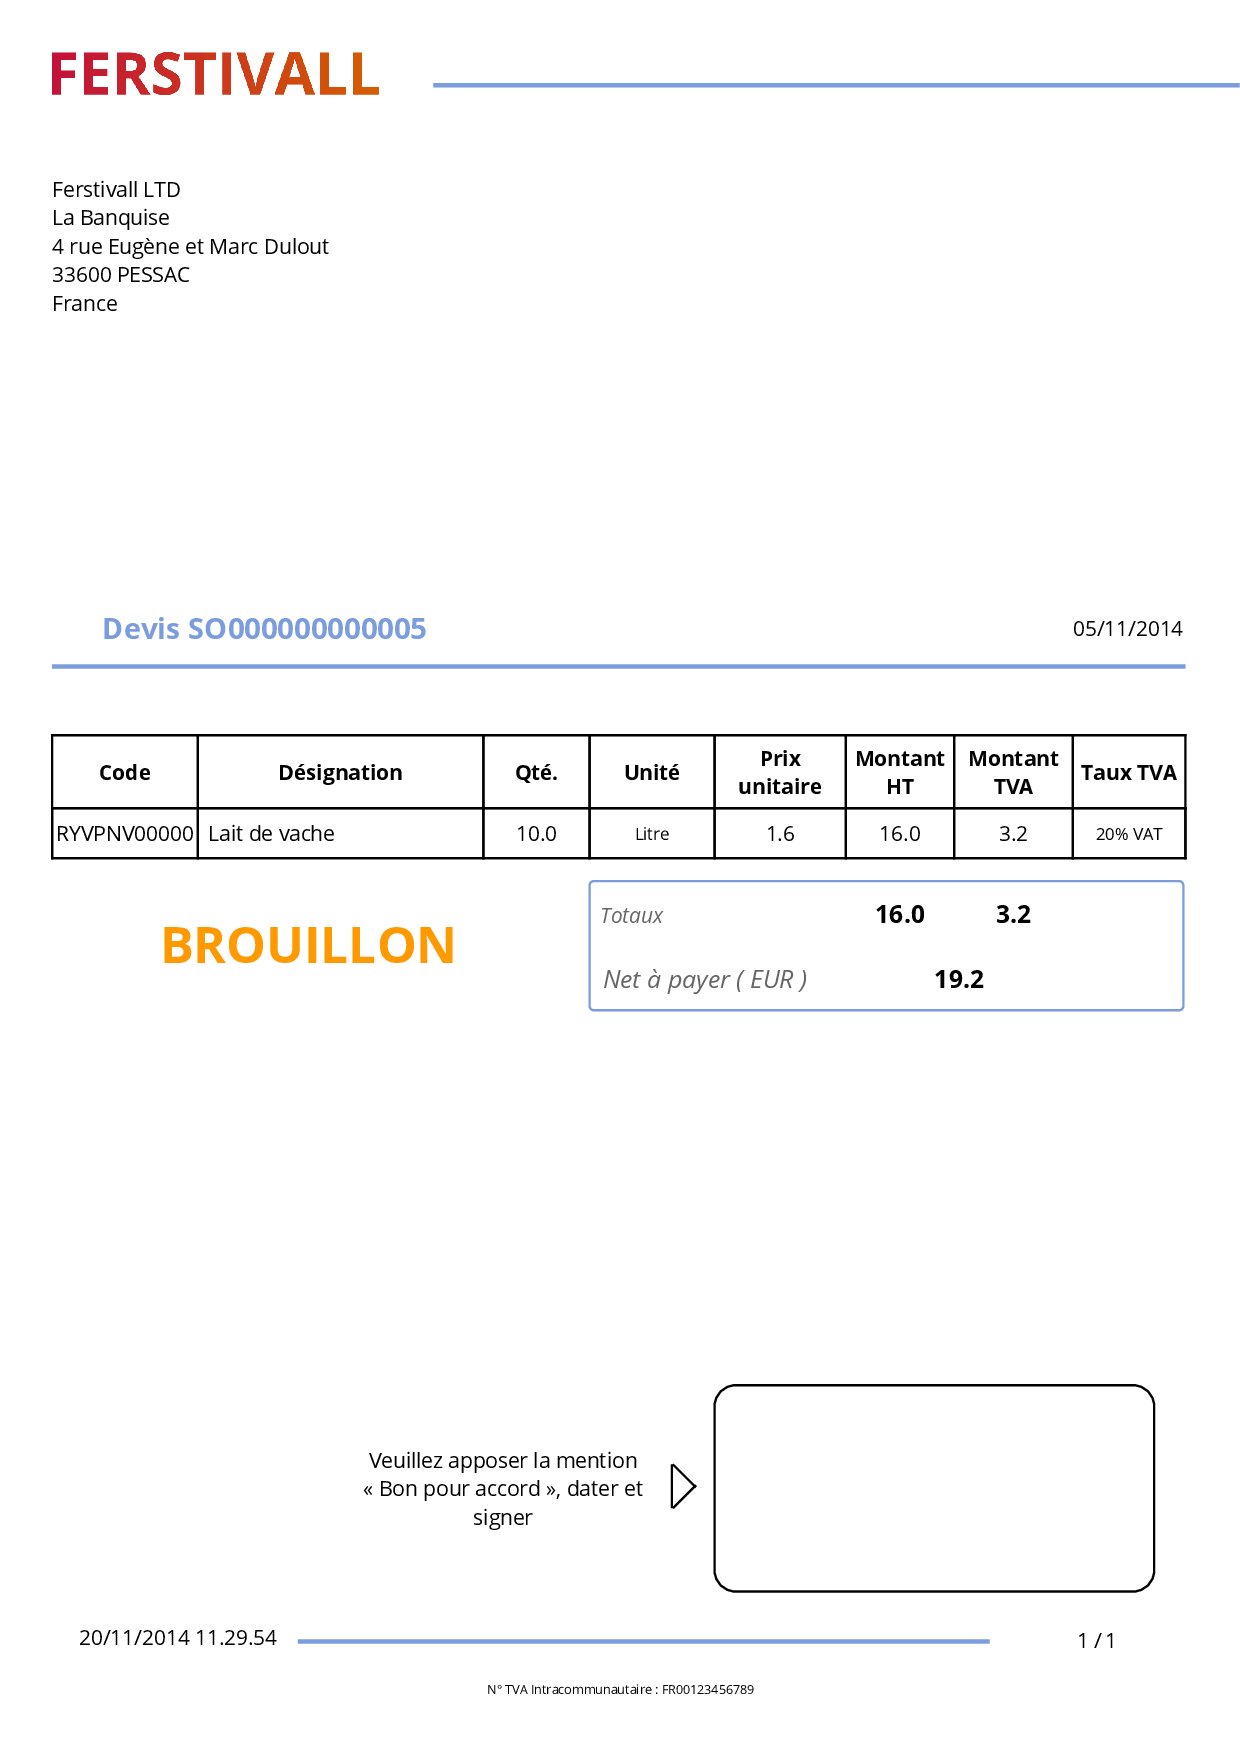 FERSTIVALL
Ferstivall LTD
La Banquise
4 rue Eugène et Marc Dulout
33600 PESSAC
France
Devis SO000000000005 05/11/2014
Code Désignation Qté. Unité Prix unitaire Montant HT Montant TVA Taux TVA
RYVPNV00000 Lait de vache 10.0 Litre 1.6 16.0 3.2 20% VAT
Totaux 16.0 3.2
BROUILLON
Net à payer ( EUR ) 19.2
Veuillez apposer la mention
« Bon pour accord », dater et
signer
20/11/2014 11.29.54 1 / 1
N° TVA Intracommunautaire : FR00123456789